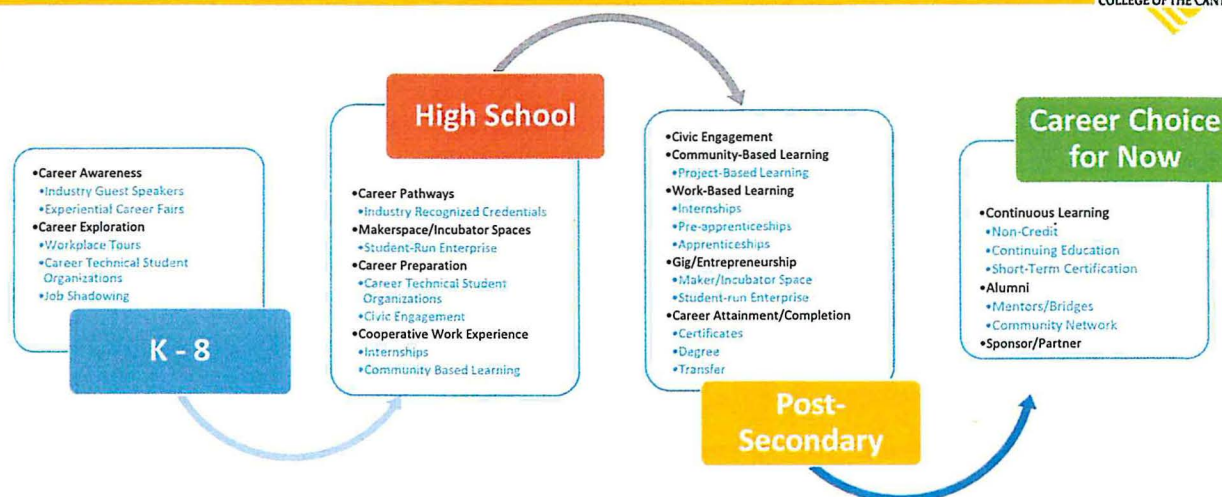 COLLEGE OF THE
•Career Awareness
•Industry Guest Speakers
•Experiential Career Fairs
•Career Exploration
•Workplace Tours
•Career Technical Student
Organizations
•Job Shadowing
K - 8
High School
•Career Pathways
•Industry Recognized Credentials
•Makerspace/Incubator Spaces
•Student-Run Enterprise
•Career Preparation
•Career Technical Student
Organizations
•Civic Engagement
•Cooperative Work Experience
•Internships
•Community Based Learning
•Civic Engagement
•Community-Based Learning
•Project-Based Learning
•Work-Based Learning
•Internships
•Pre-apprenticeships
•Apprenticeships
•Gig/Entrepreneurship
•Maker/Incubator Space
•Student-run Enterprise
•Career Attainment/Completion
•Certificates
•Degree
•Transfer
Post-
Secondary
Career Choice
for Now
•Continuous Learning
•Non-Credit
•Continuing Education
•Short-Term Certification
•Alumni
•Mentors/Bridges
•Community Network
•Sponsor/Partner